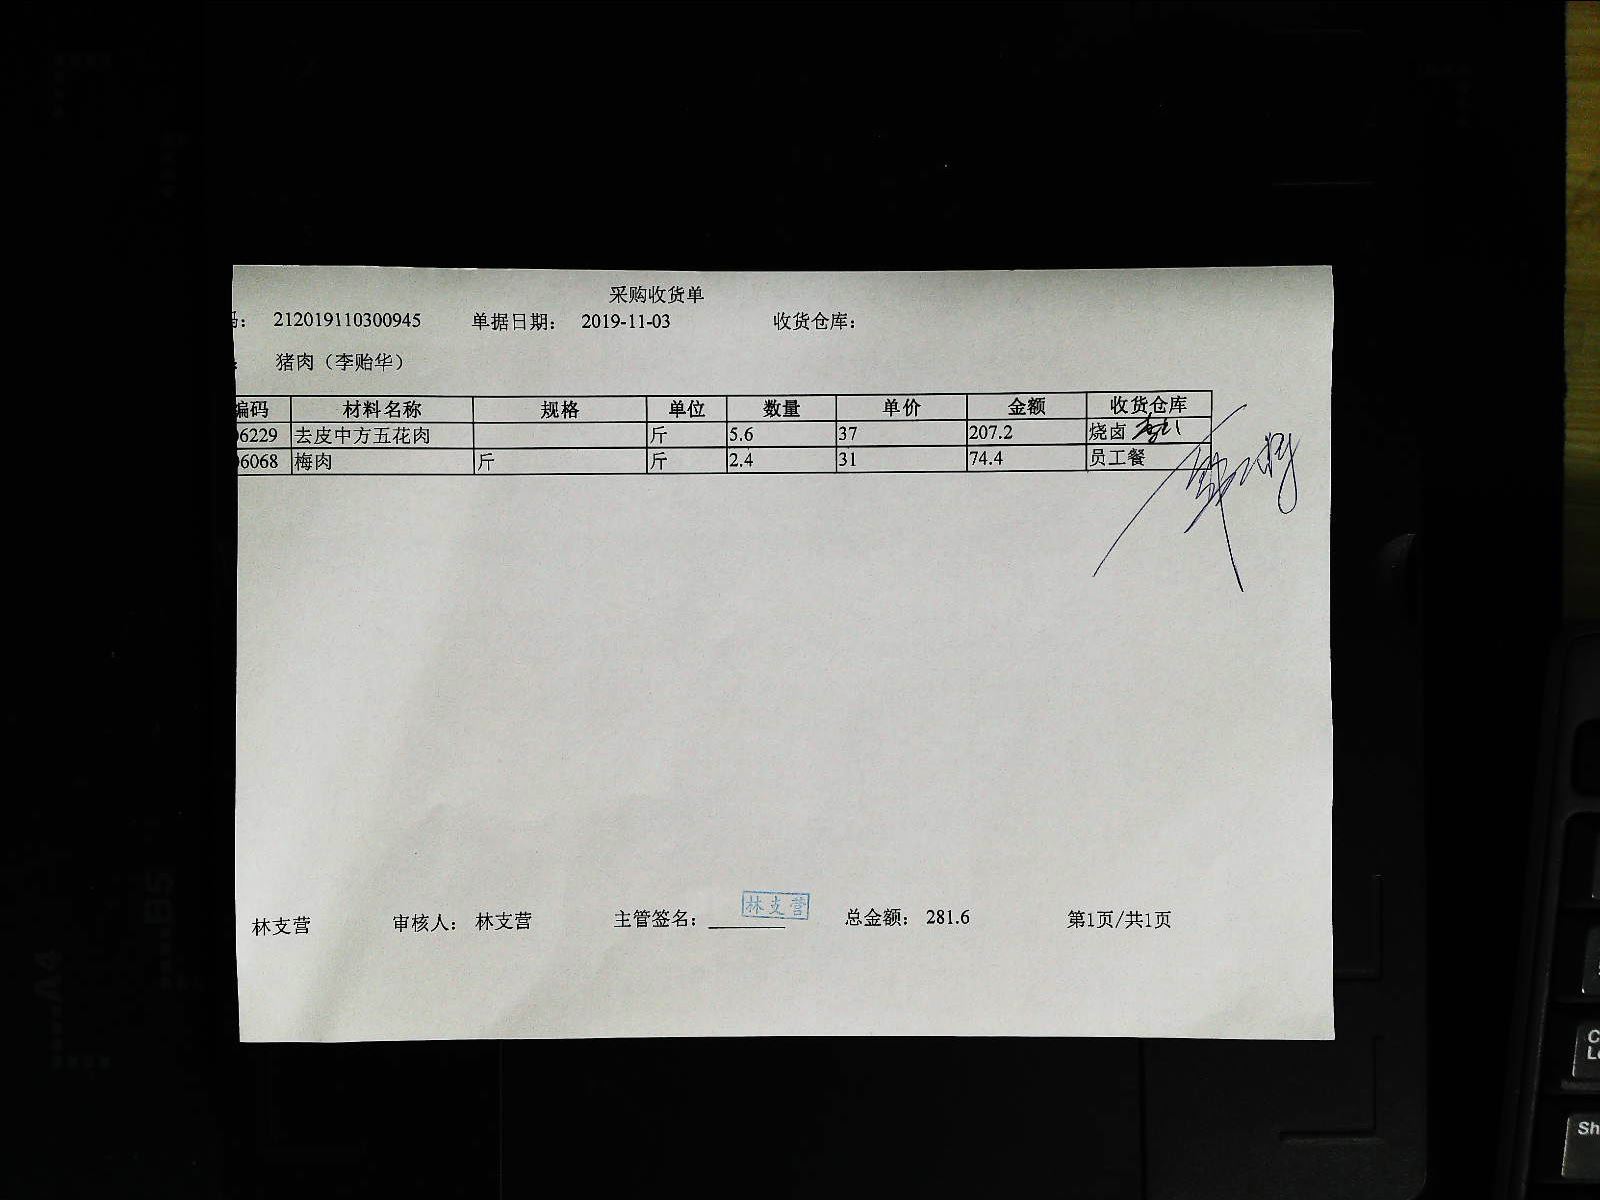 采购收货单
码: 212019110300945 单据日期: 2019-11-03 收货仓库:
: 猪肉（李贻华）
编码 材料名称 规格 单位 数量 单价 金额 收货仓库
06229 去皮中方五花肉 斤 5.6 37 207.2 烧卤
06068 梅肉 斤 斤 2.4 31 74.4 员工餐
林支营 审核人: 林支营 主管签名: 林支营 总金额: 281.6 第1页/共1页